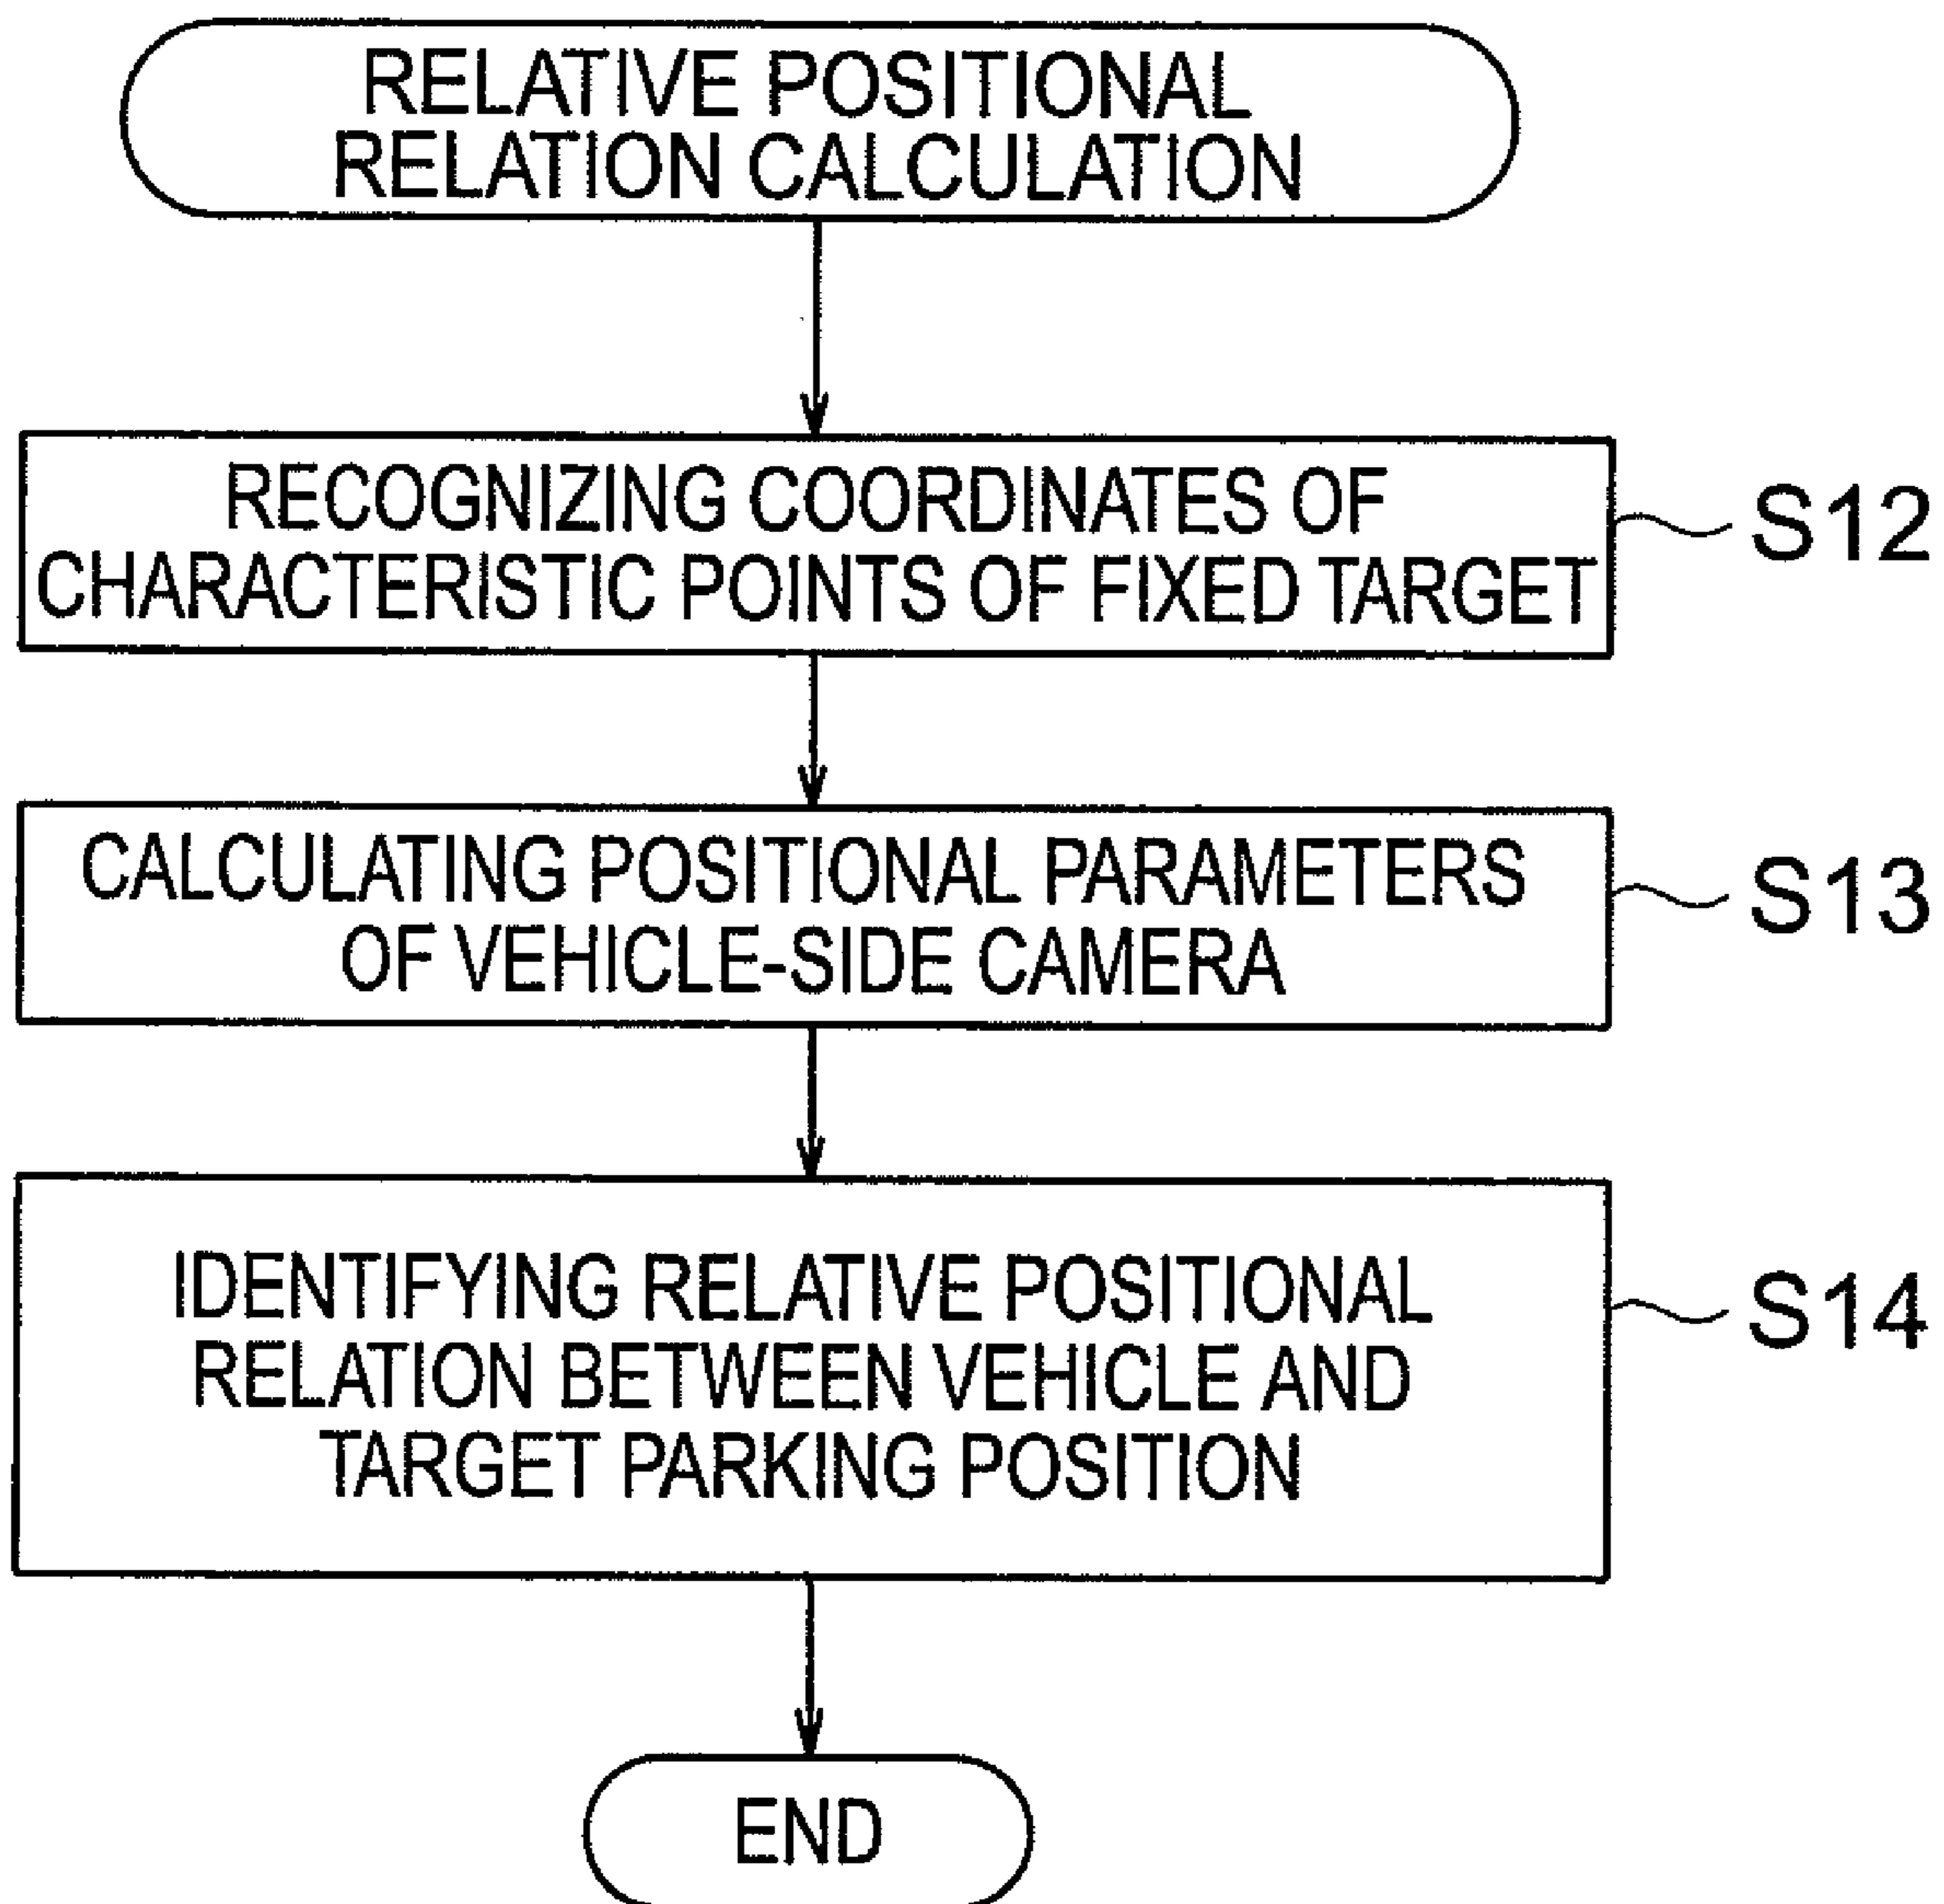 RELATIVE POSITIONAL
RELATION CALCULATION
RECOGNIZING COORDINATES OF
CHARACTERISTIC POINTS OF FIXED TARGET
S12
CALCULATING POSITIONAL PARAMETERS
OF VEHICLE-SIDE CAMERA
S13
IDENTIFYING RELATIVE POSITIONAL
RELATION BETWEEN VEHICLE AND
TARGET PARKING POSITION
S14
END